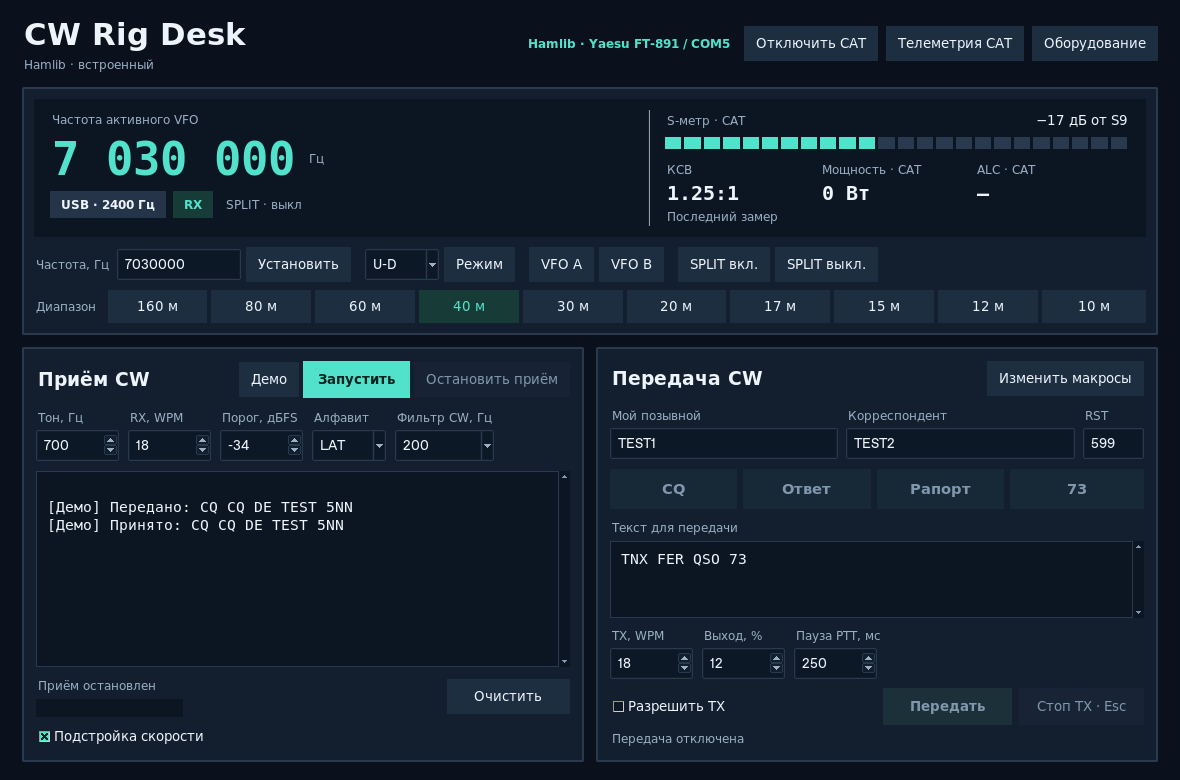 CW Rig Desk
Hamlib · встроенный
Hamlib · Yaesu FT-891 / COM5
Отключить CAT
Телеметрия CAT
Оборудование
Частота активного VFO
7 030 000 Гц
USB · 2400 Гц
RX
SPLIT · выкл
S-метр · CAT
−17 дБ от S9
КСВ
Мощность · CAT
ALC · CAT
1.25:1
0 Вт
—
Последний замер
Частота, Гц
7030000
Установить
U-D
Режим
VFO A
VFO B
SPLIT вкл.
SPLIT выкл.
Диапазон
160 м
80 м
60 м
40 м
30 м
20 м
17 м
15 м
12 м
10 м
Приём CW
Демо
Запустить
Остановить приём
Тон, Гц
RX, WPM
Порог, дБFS
Алфавит
Фильтр CW, Гц
700
18
-34
LAT
200
[Демо] Передано: CQ CQ DE TEST 5NN
[Демо] Принято: CQ CQ DE TEST 5NN
Приём остановлен
Очистить
Подстройка скорости
Передача CW
Изменить макросы
Мой позывной
Корреспондент
RST
TEST1
TEST2
599
CQ
Ответ
Рапорт
73
Текст для передачи
TNX FER QSO 73
TX, WPM
Выход, %
Пауза PTT, мс
18
12
250
Разрешить TX
Передать
Стоп TX · Esc
Передача отключена